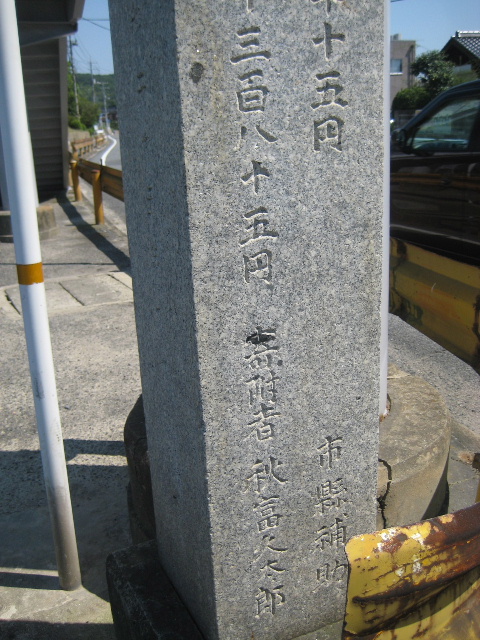 十五円 市縣補助
三百八十五円 寄附者 秋冨久太郎